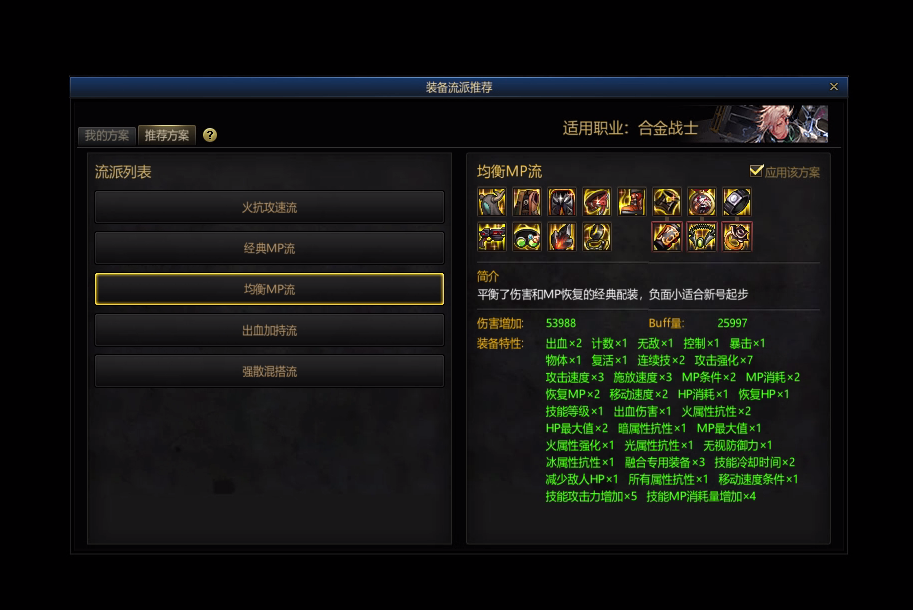 装备流派推荐
我的方案 推荐方案 ?
适用职业：合金战士
流派列表
火抗攻速流
经典MP流
均衡MP流
出血加持流
强散混搭流
均衡MP流
应用该方案
简介
平衡了伤害和MP恢复的经典配装，负面小适合新号起步
伤害增加: 53988 Buff量: 25997
装备特性: 出血×2 计数×1 无敌×1 控制×1 暴击×1
物体×1 复活×1 连续技×2 攻击强化×7
攻击速度×3 施放速度×3 MP条件×2 MP消耗×2
恢复MP×2 移动速度×2 HP消耗×1 恢复HP×1
技能等级×1 出血伤害×1 火属性抗性×2
HP最大值×2 暗属性抗性×1 MP最大值×1
火属性强化×1 光属性抗性×1 无视防御力×1
冰属性抗性×1 融合专用装备×3 技能冷却时间×2
减少敌人HP×1 所有属性抗性×1 移动速度条件×1
技能攻击力增加×5 技能MP消耗量增加×4